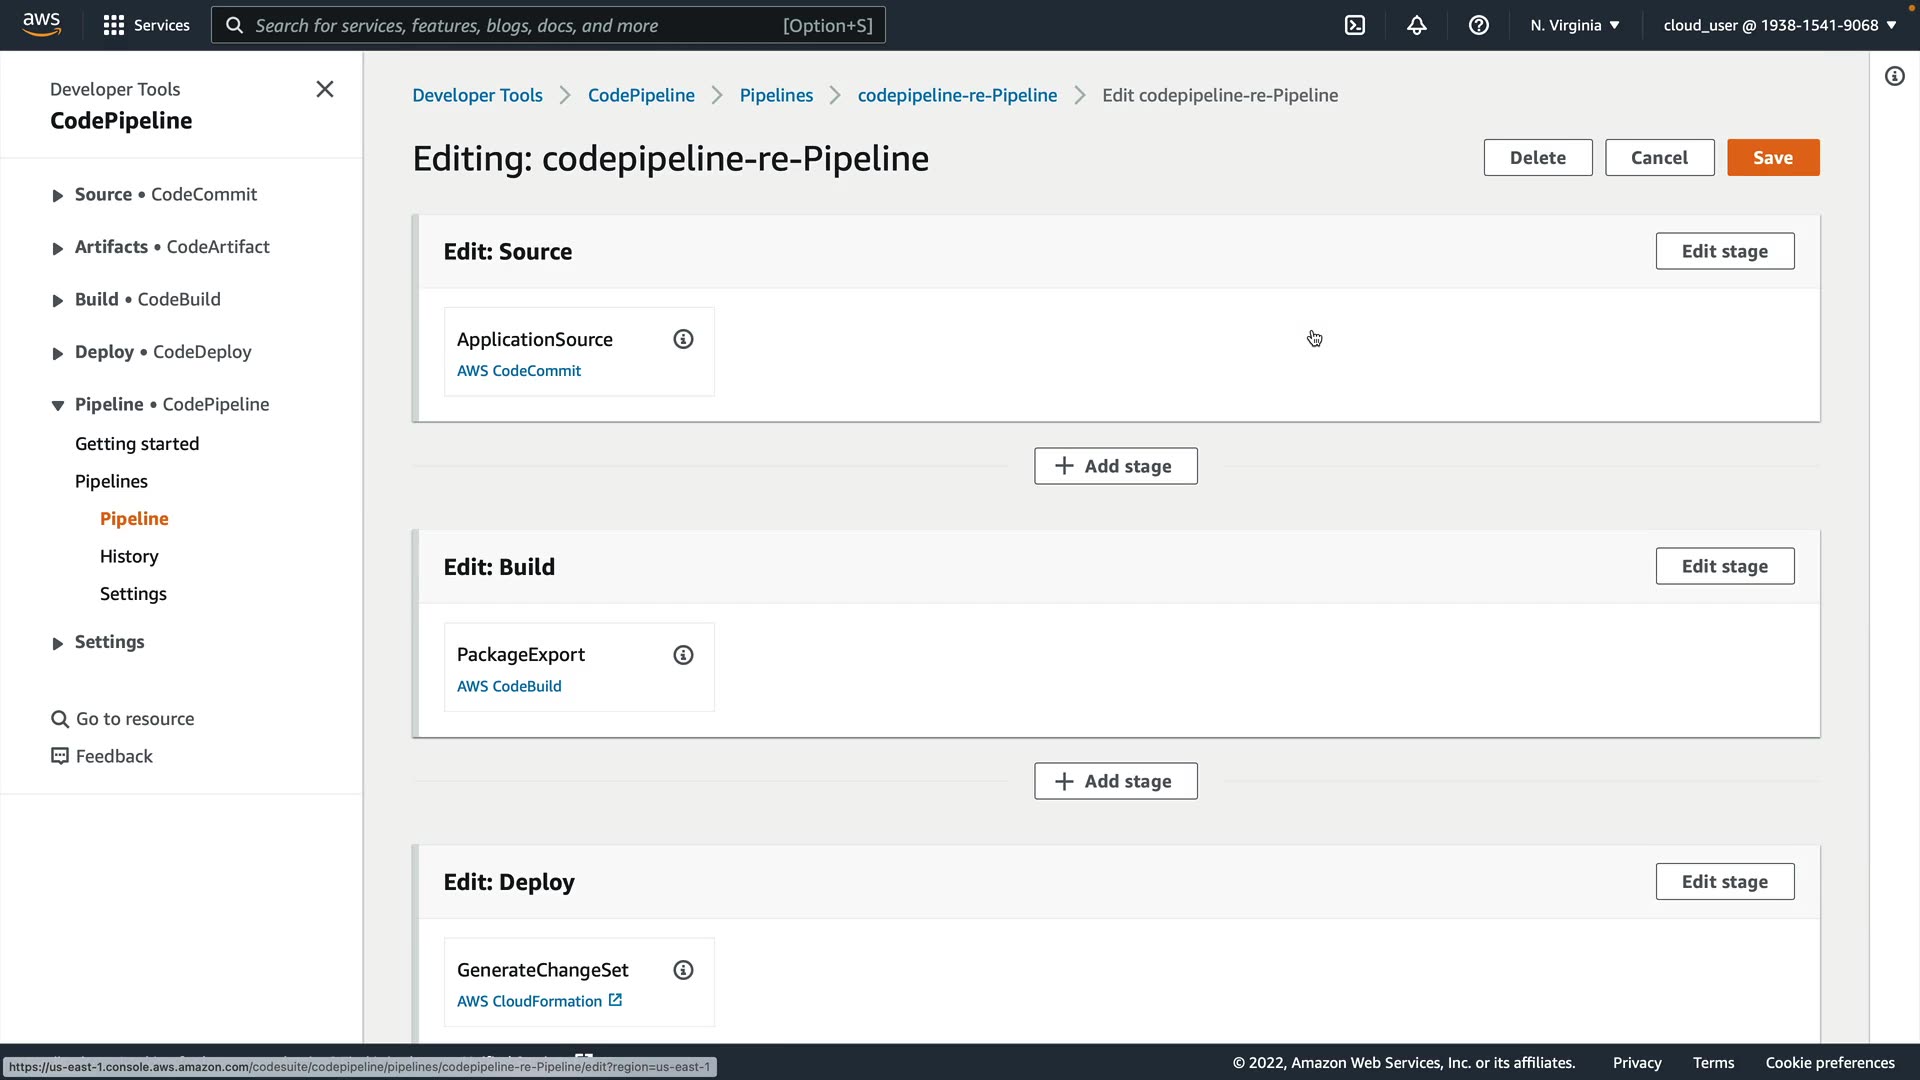 aws
Services
Search for services, features, blogs, docs, and more
[Option+S]
N. Virginia ▼
cloud_user @ 1938-1541-9068 ▼
Developer Tools
CodePipeline
Source • CodeCommit
Artifacts • CodeArtifact
Build • CodeBuild
Deploy • CodeDeploy
Pipeline • CodePipeline
Getting started
Pipelines
Pipeline
History
Settings
Settings
Go to resource
Feedback
Developer Tools > CodePipeline > Pipelines > codepipeline-re-Pipeline > Edit codepipeline-re-Pipeline
Editing: codepipeline-re-Pipeline
Delete
Cancel
Save
Edit: Source
Edit stage
ApplicationSource
AWS CodeCommit
+ Add stage
Edit: Build
Edit stage
PackageExport
AWS CodeBuild
+ Add stage
Edit: Deploy
Edit stage
GenerateChangeSet
AWS CloudFormation
https://us-east-1.console.aws.amazon.com/codesuite/codepipeline/pipelines/codepipeline-re-Pipeline/edit?region=us-east-1
© 2022, Amazon Web Services, Inc. or its affiliates.
Privacy
Terms
Cookie preferences